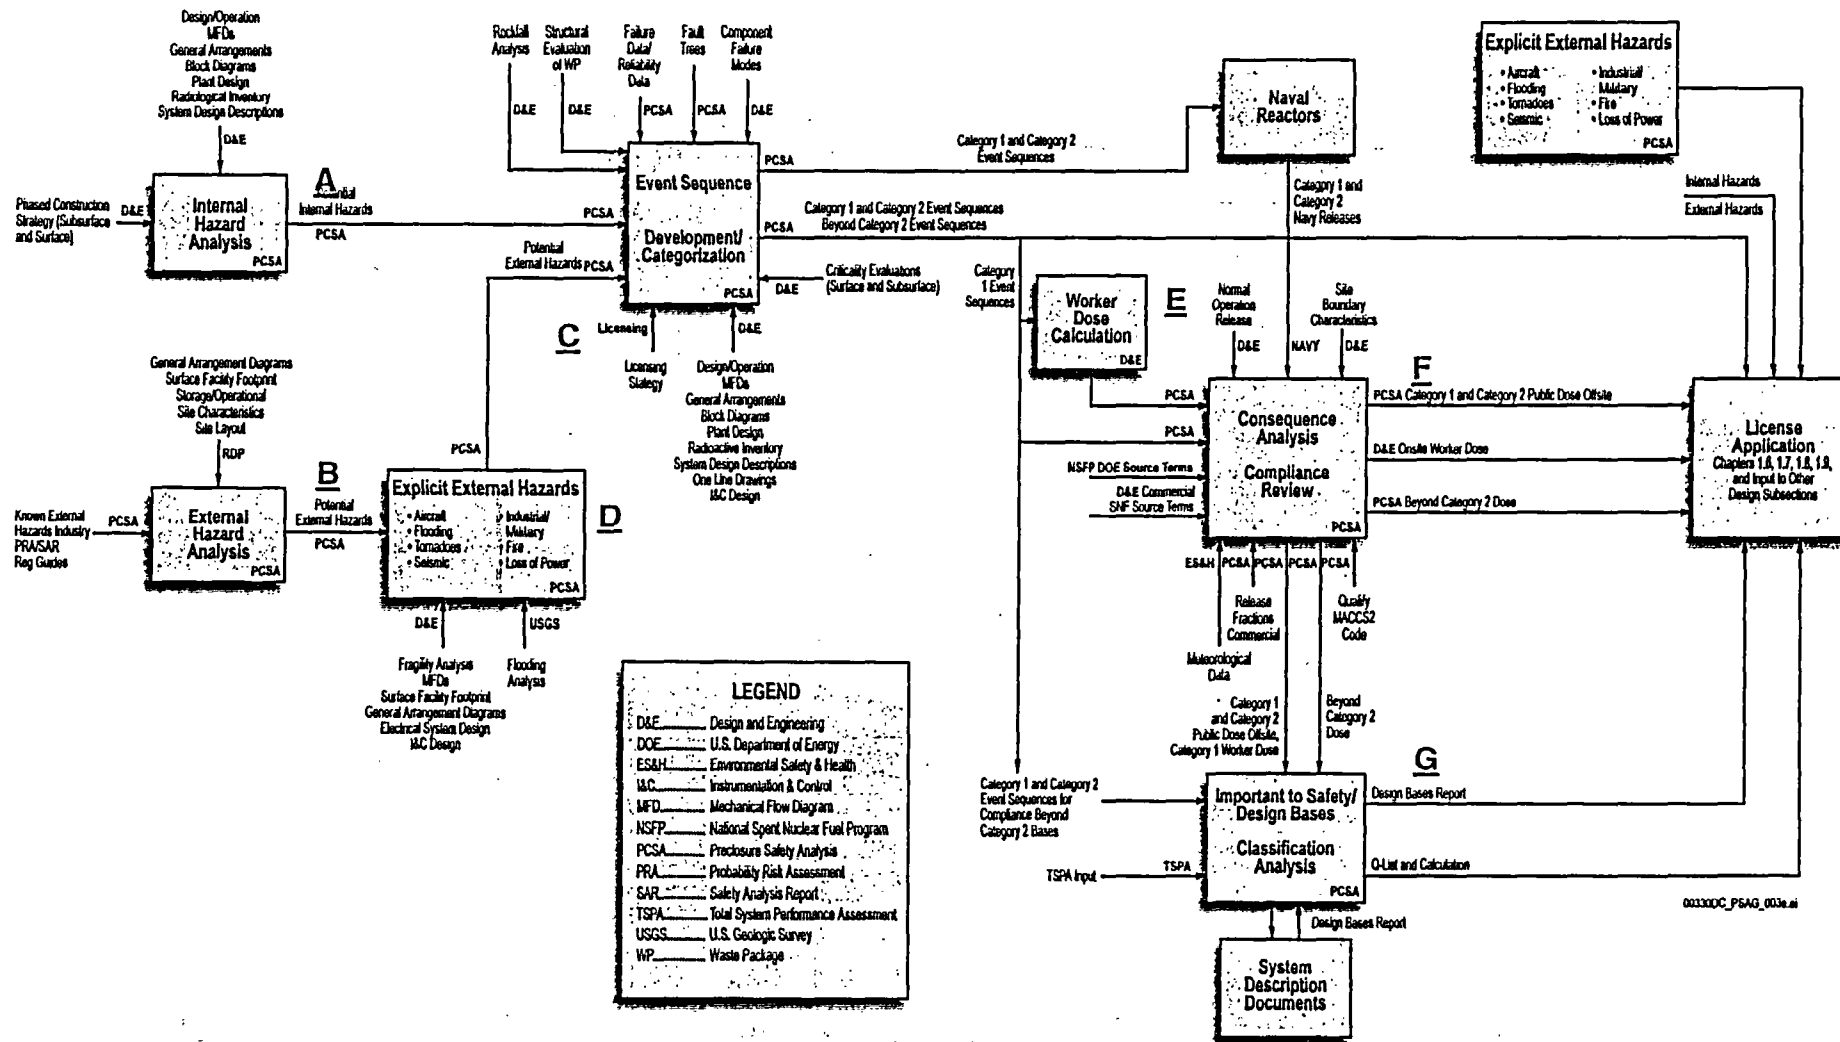 Design/Operation
MFDs
General Arrangements
Block Diagrams
Plant Design
Radiological Inventory
System Design Descriptions
D&E
Phased Construction
Strategy (Subsurface
and Surface)
D&E
Internal
Hazard
Analysis
PCSA
A
Potential
Internal Hazards
PCSA
General Arrangement Diagrams
Surface Facility Footprint
Storage/Operational
Site Characteristics
Site Layout
RDP
Known External
Hazards Industry
PRA/SAR
Reg Guides
PCSA
External
Hazard
Analysis
PCSA
B
Potential
External Hazards
PCSA
Explicit External Hazards
• Aircraft
• Flooding
• Tornadoes
• Seismic
• Industrial/
Military
• Fire
• Loss of Power
PCSA
D
D&E
USGS
Fragility Analysis
MFDs
Surface Facility Footprint
General Arrangement Diagrams
Electrical System Design
I&C Design
Flooding
Analysis
PCSA
Potential
External Hazards
PCSA
PCSA
Rockfall
Analysis
D&E
Structural
Evaluation
of WP
D&E
Failure
Data/
Reliability
Data
PCSA
Fault
Trees
PCSA
Component
Failure
Modes
D&E
Event Sequence
Development/
Categorization
PCSA
C
Licensing
Licensing
Stategy
D&E
Design/Operation
MFDs
General Arrangements
Block Diagrams
Plant Design
Radioactive Inventory
System Design Descriptions
One Line Drawings
I&C Design
D&E
Criticality Evaluations
(Surface and Subsurface)
PCSA
Category 1 and Category 2
Event Sequences
PCSA
Category 1 and Category 2 Event Sequences
Beyond Category 2 Event Sequences
Naval
Reactors
Category 1 and
Category 2
Navy Releases
NAVY
Explicit External Hazards
• Aircraft
• Flooding
• Tornadoes
• Seismic
• Industrial/
Military
• Fire
• Loss of Power
PCSA
Internal Hazards
External Hazards
Category
1 Event
Sequences
Worker
Dose
Calculation
D&E
E
Normal
Operation
Release
D&E
Site
Boundary
Characteristics
D&E
PCSA
PCSA
NSFP DOE Source Terms
D&E Commercial
SNF Source Terms
Consequence
Analysis
Compliance
Review
PCSA
F
PCSA Category 1 and Category 2 Public Dose Offsite
D&E Onsite Worker Dose
PCSA Beyond Category 2 Dose
License
Application
Chapters 1.6, 1.7, 1.8, 1.9,
and Input to Other
Design Subsections
ES&H
PCSA
PCSA
PCSA
PCSA
Meteorological
Data
Release
Fractions
Commercial
Qualify
MACCS2
Code
Category 1
and Category 2
Public Dose Offsite,
Category 1 Worker Dose
Beyond
Category 2
Dose
G
Category 1 and Category 2
Event Sequences for
Compliance Beyond
Category 2 Bases
TSPA Input
TSPA
Important to Safety/
Design Bases
Classification
Analysis
PCSA
Design Bases Report
Q-List and Calculation
Design Bases Report
System
Description
Documents
00330DC_PSAG_003e.ai
LEGEND
D&E Design and Engineering
DOE U.S. Department of Energy
ES&H Environmental Safety & Health
I&C Instrumentation & Control
MFD Mechanical Flow Diagram
NSFP National Spent Nuclear Fuel Program
PCSA Preclosure Safety Analysis
PRA Probability Risk Assessment
SAR Safety Analysis Report
TSPA Total System Performance Assessment
USGS U.S. Geologic Survey
WP Waste Package